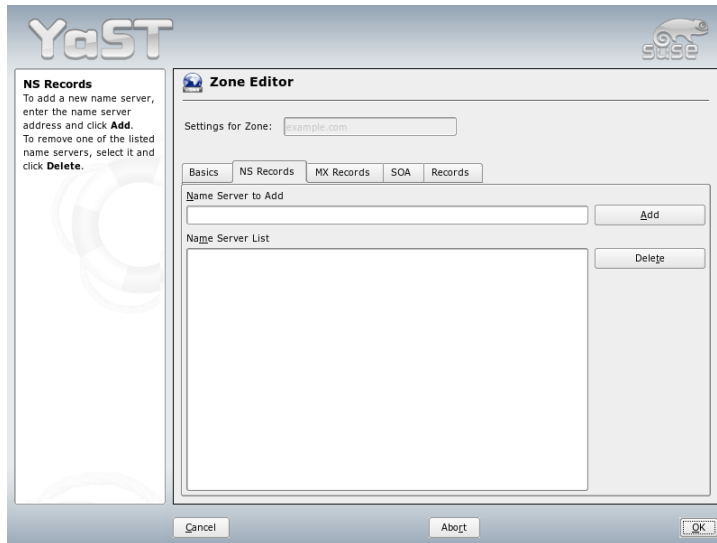 YaST
SUSE
NS Records
To add a new name server,
enter the name server
address and click Add.
To remove one of the listed
name servers, select it and
click Delete.
Zone Editor
Settings for Zone: example.com
Basics NS Records MX Records SOA Records
Name Server to Add
Add
Name Server List
Delete
Cancel Abort OK